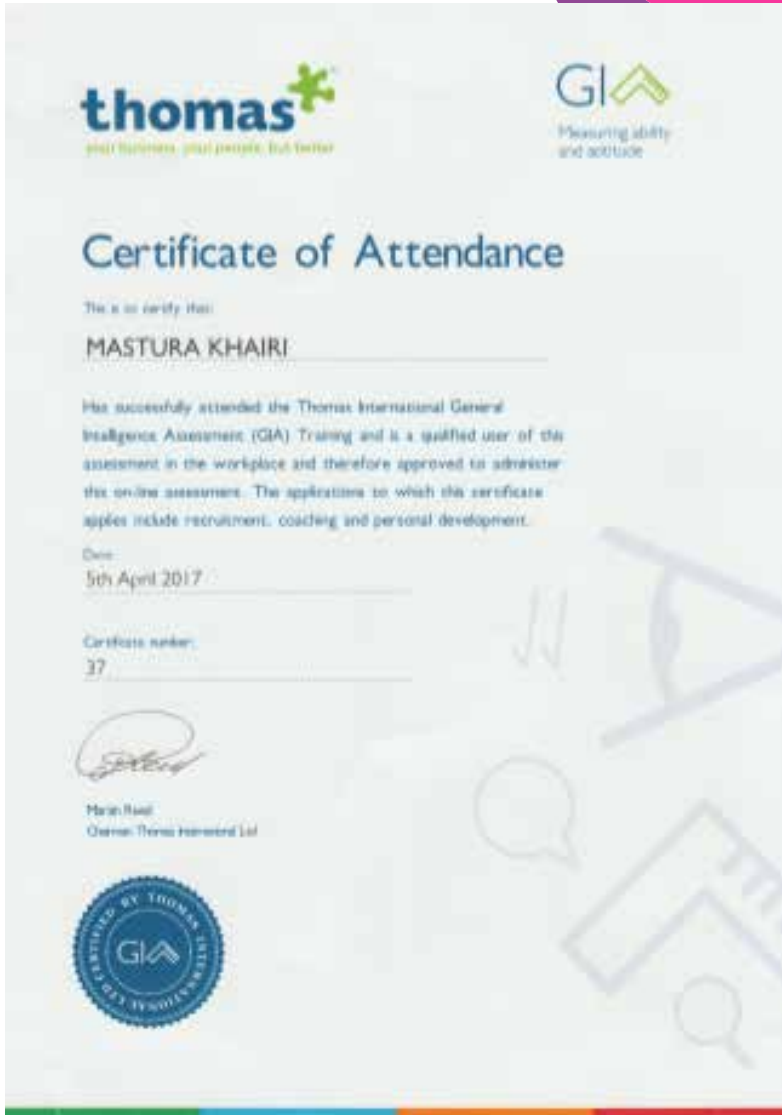 thomas
your business, your people, but better
GIA
Measuring ability
and aptitude
Certificate of Attendance
This is to certify that:
MASTURA KHAIRI
Has successfully attended the Thomas International General
Intelligence Assessment (GIA) Training and is a qualified user of this
assessment in the workplace and therefore approved to administer
this on-line assessment. The applications to which this certificate
applies include recruitment, coaching and personal development.
Date:
5th April 2017
Certificate number:
37
Martin Reed
Chairman Thomas International Ltd
CERTIFIED BY THOMAS INTERNATIONAL LTD
GIA